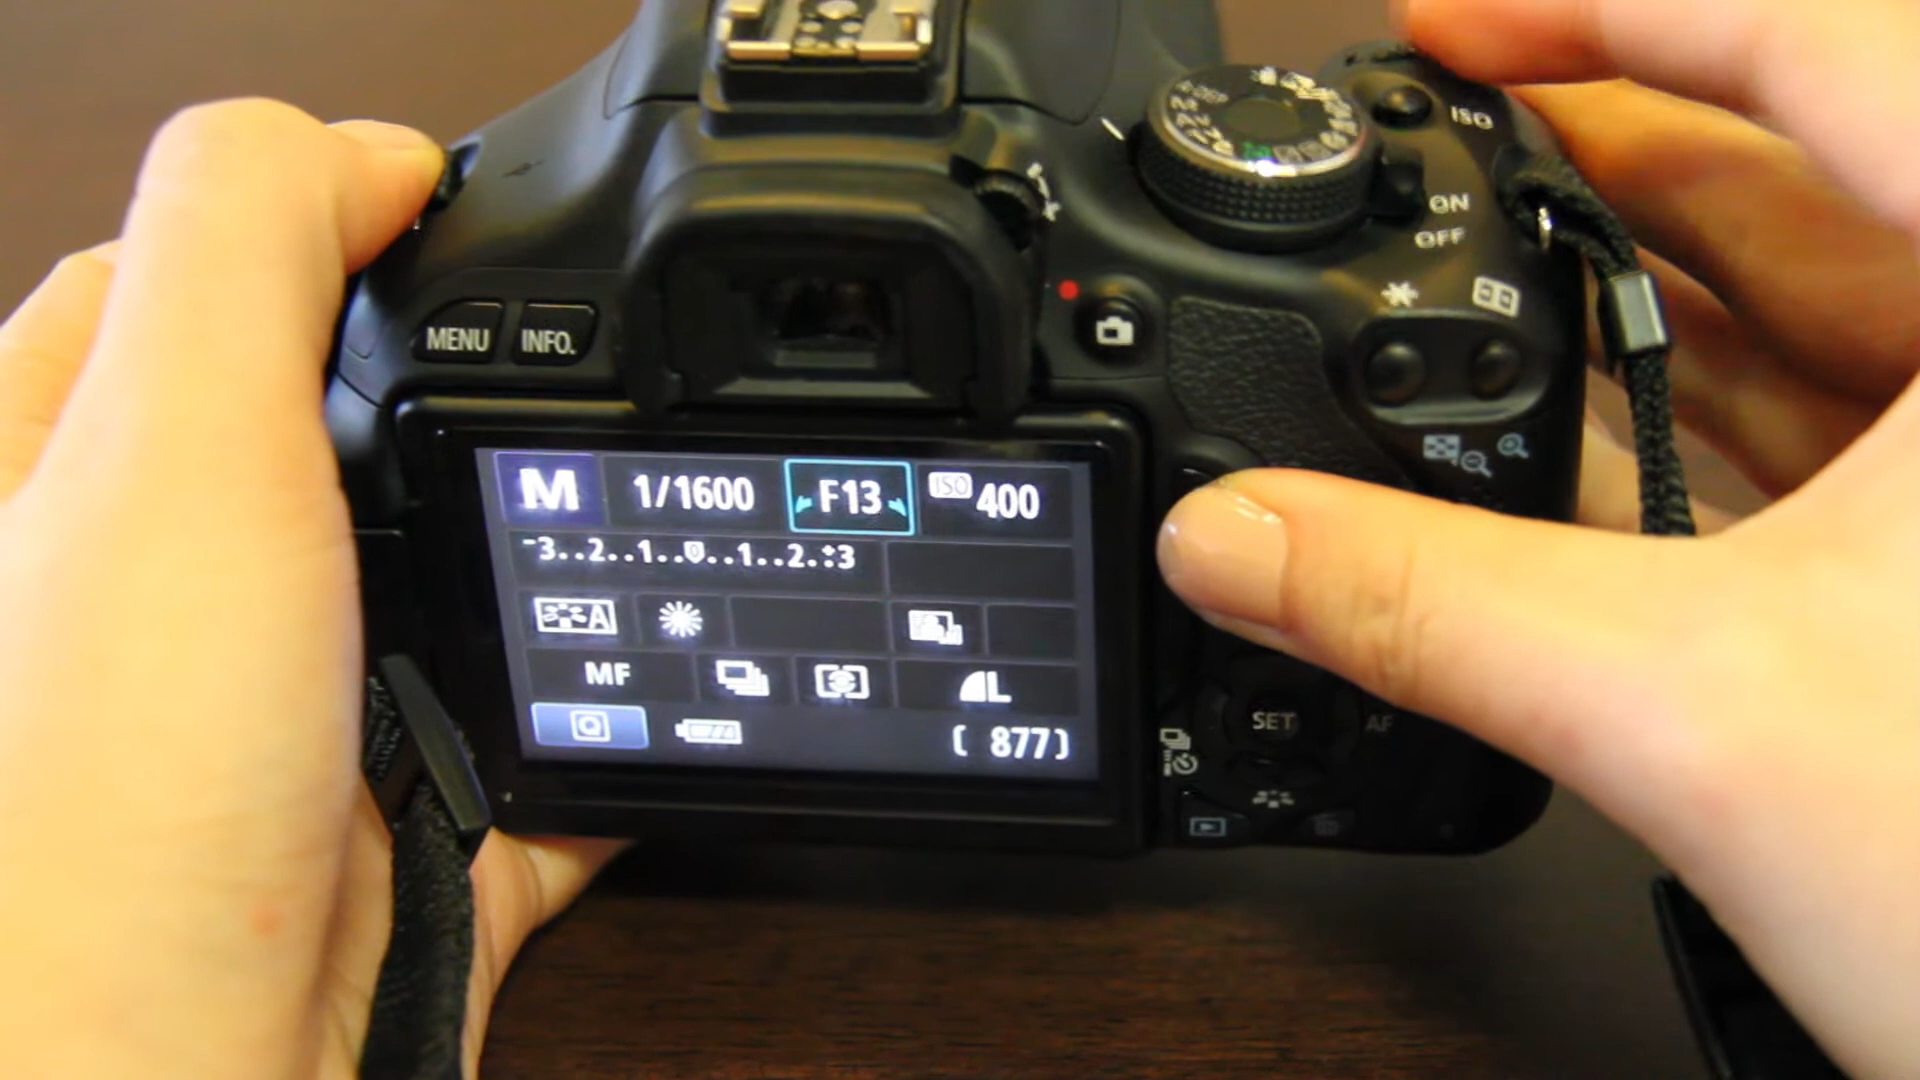 ISO
ON
OFF
MENU INFO.
M 1/1600 F13 ISO 400
-3..2..1..0..1..2.:+3
A
MF L
Q
SET AF
( 877)